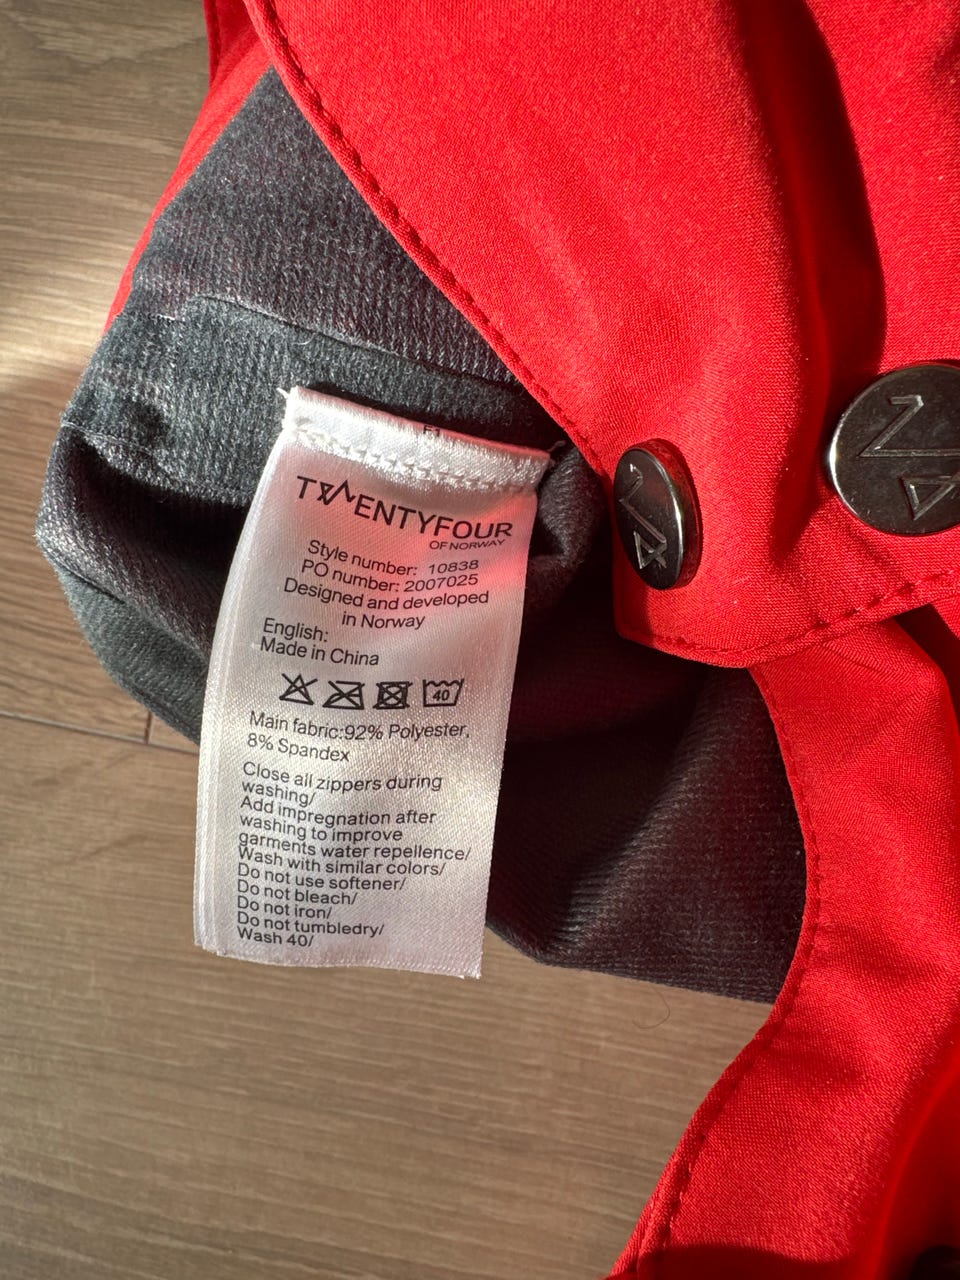 F1
TWENTYFOUR
OF NORWAY
Style number: 10838
PO number: 2007025
Designed and developed
in Norway
English:
Made in China
40
Main fabric:92% Polyester,
8% Spandex
Close all zippers during
washing/
Add impregnation after
washing to improve
garments water repellence/
Wash with similar colors/
Do not use softener/
Do not bleach/
Do not iron/
Do not tumbledry/
Wash 40/
24
24